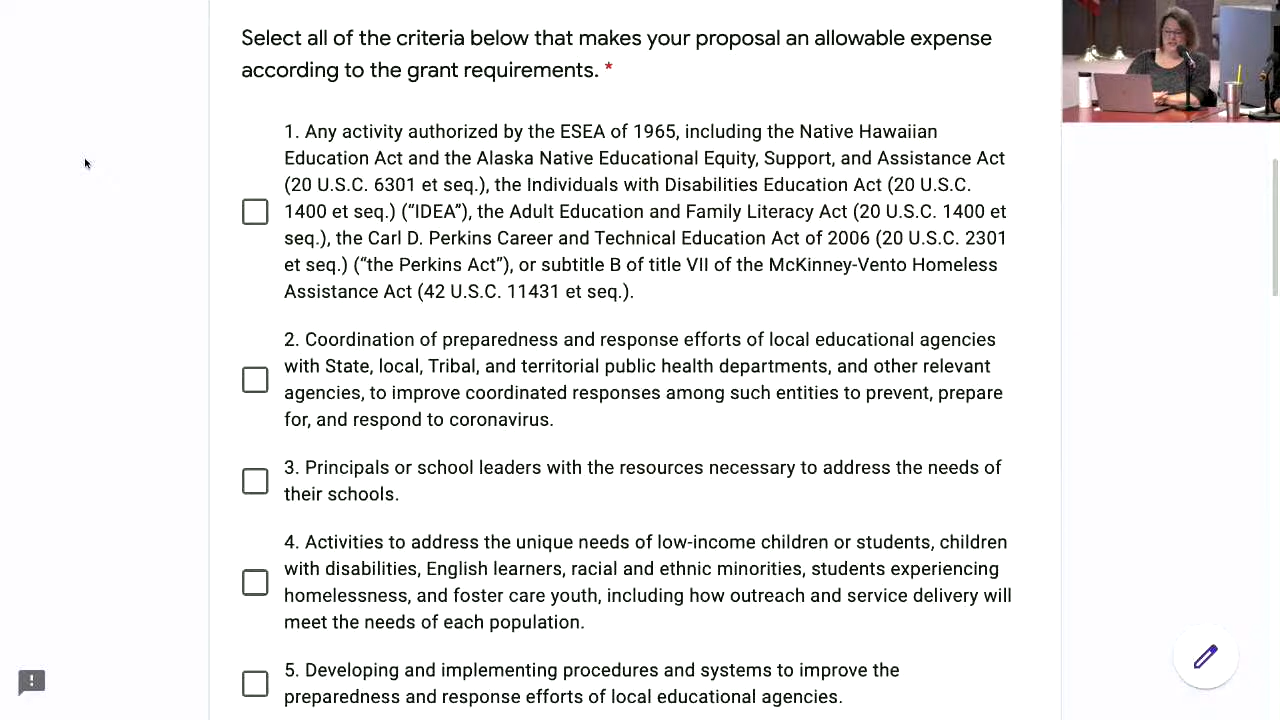 Select all of the criteria below that makes your proposal an allowable expense
according to the grant requirements. *
1. Any activity authorized by the ESEA of 1965, including the Native Hawaiian
Education Act and the Alaska Native Educational Equity, Support, and Assistance Act
(20 U.S.C. 6301 et seq.), the Individuals with Disabilities Education Act (20 U.S.C.
1400 et seq.) (“IDEA”), the Adult Education and Family Literacy Act (20 U.S.C. 1400 et
seq.), the Carl D. Perkins Career and Technical Education Act of 2006 (20 U.S.C. 2301
et seq.) (“the Perkins Act”), or subtitle B of title VII of the McKinney-Vento Homeless
Assistance Act (42 U.S.C. 11431 et seq.).
2. Coordination of preparedness and response efforts of local educational agencies
with State, local, Tribal, and territorial public health departments, and other relevant
agencies, to improve coordinated responses among such entities to prevent, prepare
for, and respond to coronavirus.
3. Principals or school leaders with the resources necessary to address the needs of
their schools.
4. Activities to address the unique needs of low-income children or students, children
with disabilities, English learners, racial and ethnic minorities, students experiencing
homelessness, and foster care youth, including how outreach and service delivery will
meet the needs of each population.
5. Developing and implementing procedures and systems to improve the
preparedness and response efforts of local educational agencies.